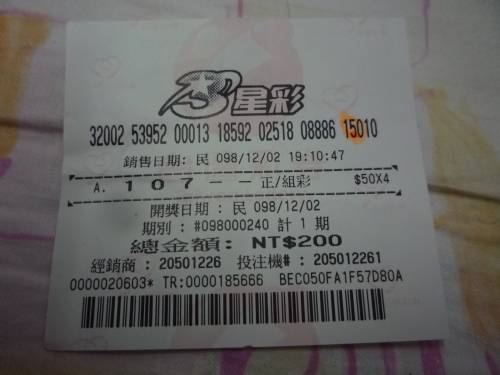 3星彩
32002 53952 00013 18592 02518 08886 15010
銷售日期: 民 098/12/02 19:10:47
A. 1 0 7 - - 正/組彩 $50X4
開獎日期 : 民 098/12/02
期別 : #098000240 計 1 期
總金額: NT$200
經銷商 : 20501226 投注機# : 205012261
0000020603* TR:0000185666 BEC050FA1F57D80A